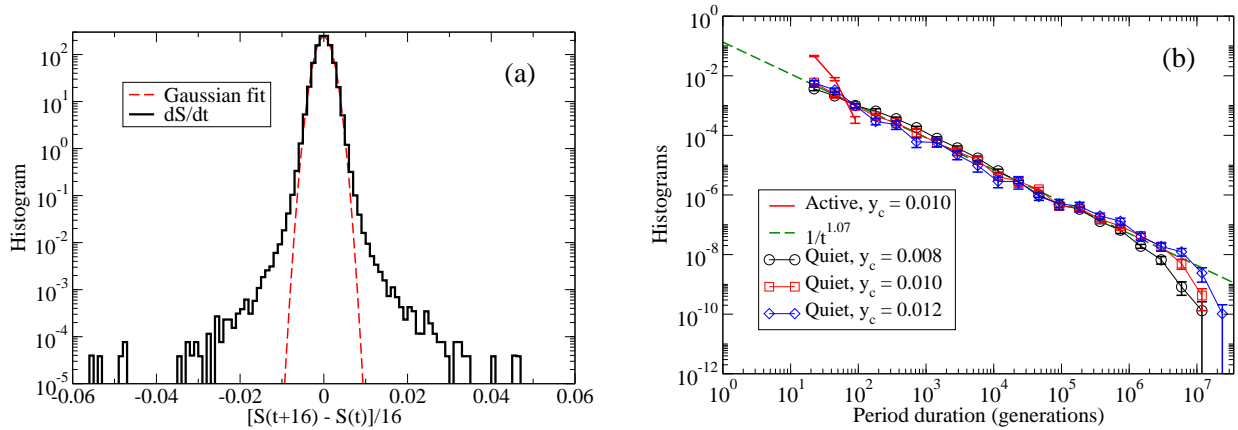 (a)
Gaussian fit
dS/dt
Histogram
10^2
10^1
10^0
10^-1
10^-2
10^-3
10^-4
10^-5
-0.06 -0.04 -0.02 0 0.02 0.04 0.06
[S(t+16) - S(t)]/16
(b)
Histograms
10^0
10^-2
10^-4
10^-6
10^-8
10^-10
10^-12
Active, y_c = 0.010
1/t^1.07
Quiet, y_c = 0.008
Quiet, y_c = 0.010
Quiet, y_c = 0.012
10^0 10^1 10^2 10^3 10^4 10^5 10^6 10^7
Period duration (generations)